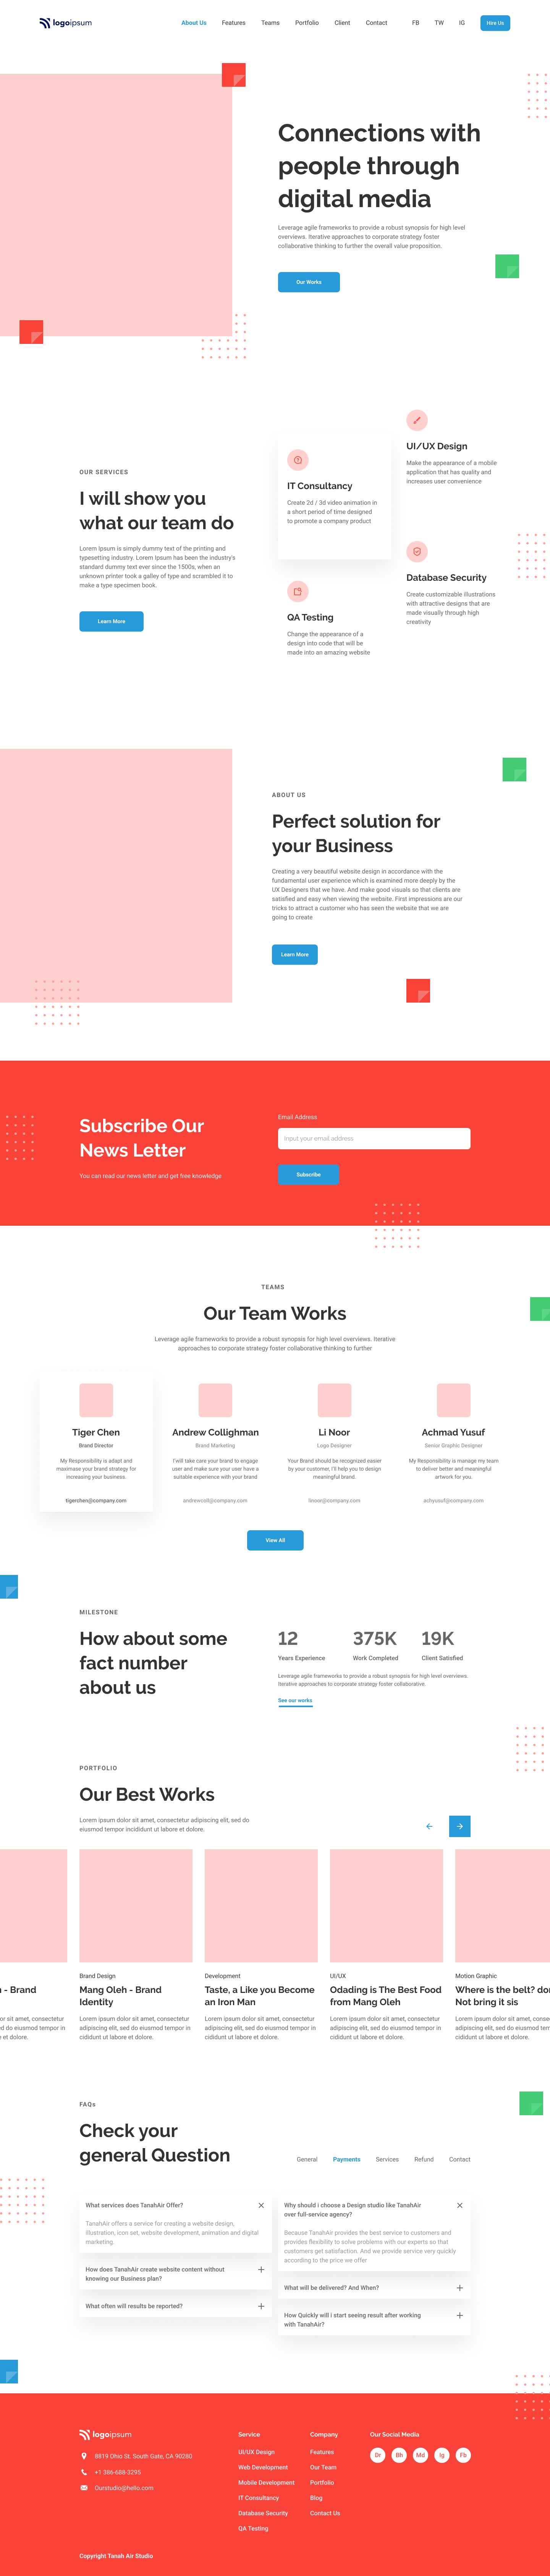 logoipsum
About Us Features Teams Portfolio Client Contact FB TW IG Hire Us
Connections with
people through
digital media
Leverage agile frameworks to provide a robust synopsis for high level
overviews. Iterative approaches to corporate strategy foster
collaborative thinking to further the overall value proposition.
Our Works
OUR SERVICES
I will show you
what our team do
Lorem Ipsum is simply dummy text of the printing and
typesetting industry. Lorem Ipsum has been the industry's
standard dummy text ever since the 1500s, when an
unknown printer took a galley of type and scrambled it to
make a type specimen book.
Learn More
IT Consultancy
Create 2d / 3d video animation in
a short period of time designed
to promote a company product
UI/UX Design
Make the appearance of a mobile
application that has quality and
increases user convenience
QA Testing
Change the appearance of a
design into code that will be
made into an amazing website
Database Security
Create customizable illustrations
with attractive designs that are
made visually through high
creativity
ABOUT US
Perfect solution for
your Business
Creating a very beautiful website design in accordance with the
fundamental user experience which is examined more deeply by the
UX Designers that we have. And make good visuals so that clients are
satisfied and easy when viewing the website. First impressions are our
tricks to attract a customer who has seen the website that we are
going to create
Learn More
Subscribe Our
News Letter
You can read our news letter and get free knowledge
Email Address
Input your email address
Subscribe
TEAMS
Our Team Works
Leverage agile frameworks to provide a robust synopsis for high level overviews. Iterative
approaches to corporate strategy foster collaborative thinking to further
Tiger Chen
Brand Director
My Responsibility is adapt and
maximase your brand strategy for
increasing your business.
tigerchen@company.com
Andrew Collighman
Brand Marketing
I'will take care your brand to engage
user and make sure your user have a
suitable experience with your brand
andrewcoll@company.com
Li Noor
Logo Designer
Your Brand should be recognized easier
by your customer, I'll help you to design
meaningful brand.
linoor@company.com
Achmad Yusuf
Senior Graphic Designer
My Responsibility is manage my team
to deliver better and meaningful
artwork for you.
achyusuf@company.com
View All
MILESTONE
How about some
fact number
about us
12
Years Experience
375K
Work Completed
19K
Client Satisfied
Leverage agile frameworks to provide a robust synopsis for high level overviews.
Iterative approaches to corporate strategy foster collaborative.
See our works
PORTFOLIO
Our Best Works
Lorem ipsum dolor sit amet, consectetur adipiscing elit, sed do
eiusmod tempor incididunt ut labore et dolore.
- Brand
or sit amet, consectetur
ed do eiusmod tempor in
et dolore.
Brand Design
Mang Oleh - Brand
Identity
Lorem ipsum dolor sit amet, consectetur
adipiscing elit, sed do eiusmod tempor in
cididunt ut labore et dolore.
Development
Taste, a Like you Become
an Iron Man
Lorem ipsum dolor sit amet, consectetur
adipiscing elit, sed do eiusmod tempor in
cididunt ut labore et dolore.
UI/UX
Odading is The Best Food
from Mang Oleh
Lorem ipsum dolor sit amet, consectetur
adipiscing elit, sed do eiusmod tempor in
cididunt ut labore et dolore.
Motion Graphic
Where is the belt? don
Not bring it sis
Lorem ipsum dolor sit amet, conse
adipiscing elit, sed do eiusmod tem
cididunt ut labore et dolore.
FAQs
Check your
general Question
General Payments Services Refund Contact
What services does TanahAir Offer?
TanahAir offers a service for creating a website design,
illustration, icon set, website development, animation and digital
marketing.
How does TanahAir create website content without
knowing our Business plan?
What often will results be reported?
Why should i choose a Design studio like TanahAir
over full-service agency?
Because TanahAir provides the best service to customers and
provides flexibility to solve problems with our experts so that
customers get satisfaction. And we provide service very quickly
according to the price we offer
What will be delivered? And When?
How Quickly will i start seeing result after working
with TanahAir?
logoipsum
8819 Ohio St. South Gate, CA 90280
+1 386-688-3295
Ourstudio@hello.com
Service
UI/UX Design
Web Development
Mobile Development
IT Consultancy
Database Security
QA Testing
Company
Features
Our Team
Portfolio
Blog
Contact Us
Our Social Media
Dr Bh Md Ig Fb
Copyright Tanah Air Studio